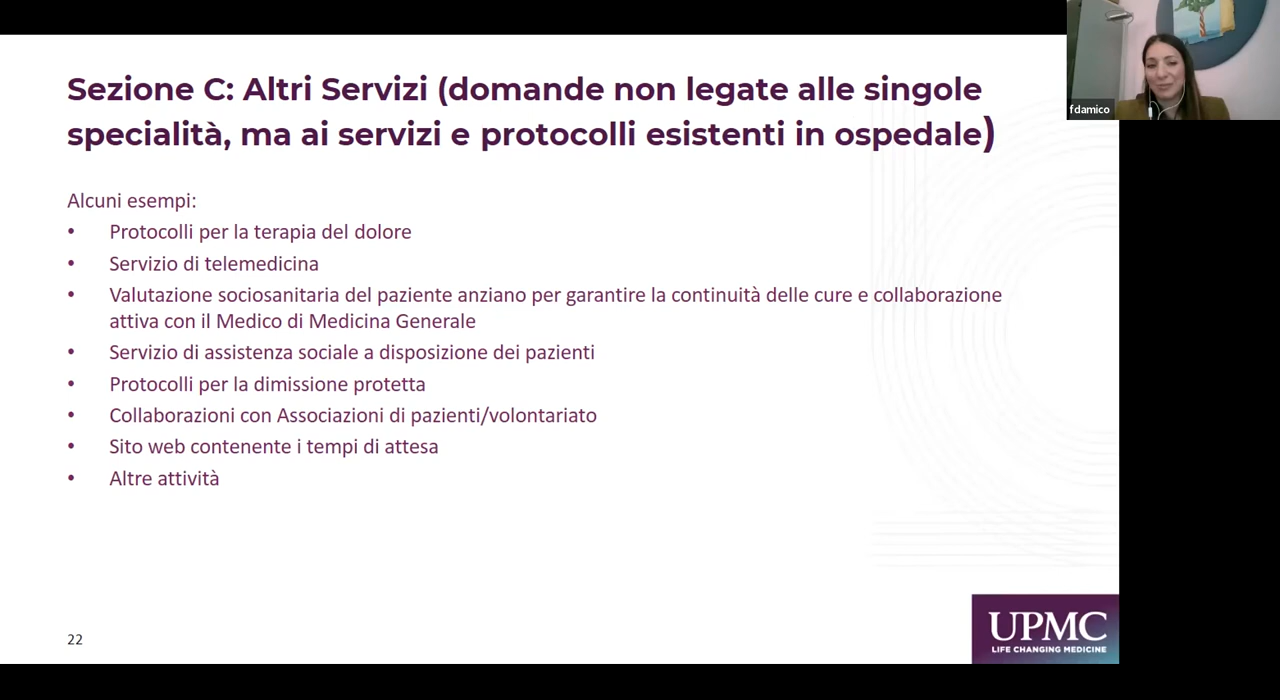 Sezione C: Altri Servizi (domande non legate alle singole
specialità, ma ai servizi e protocolli esistenti in ospedale)
Alcuni esempi:
• Protocolli per la terapia del dolore
• Servizio di telemedicina
• Valutazione sociosanitaria del paziente anziano per garantire la continuità delle cure e collaborazione
attiva con il Medico di Medicina Generale
• Servizio di assistenza sociale a disposizione dei pazienti
• Protocolli per la dimissione protetta
• Collaborazioni con Associazioni di pazienti/volontariato
• Sito web contenente i tempi di attesa
• Altre attività
22
UPMC
LIFE CHANGING MEDICINE
fdamico